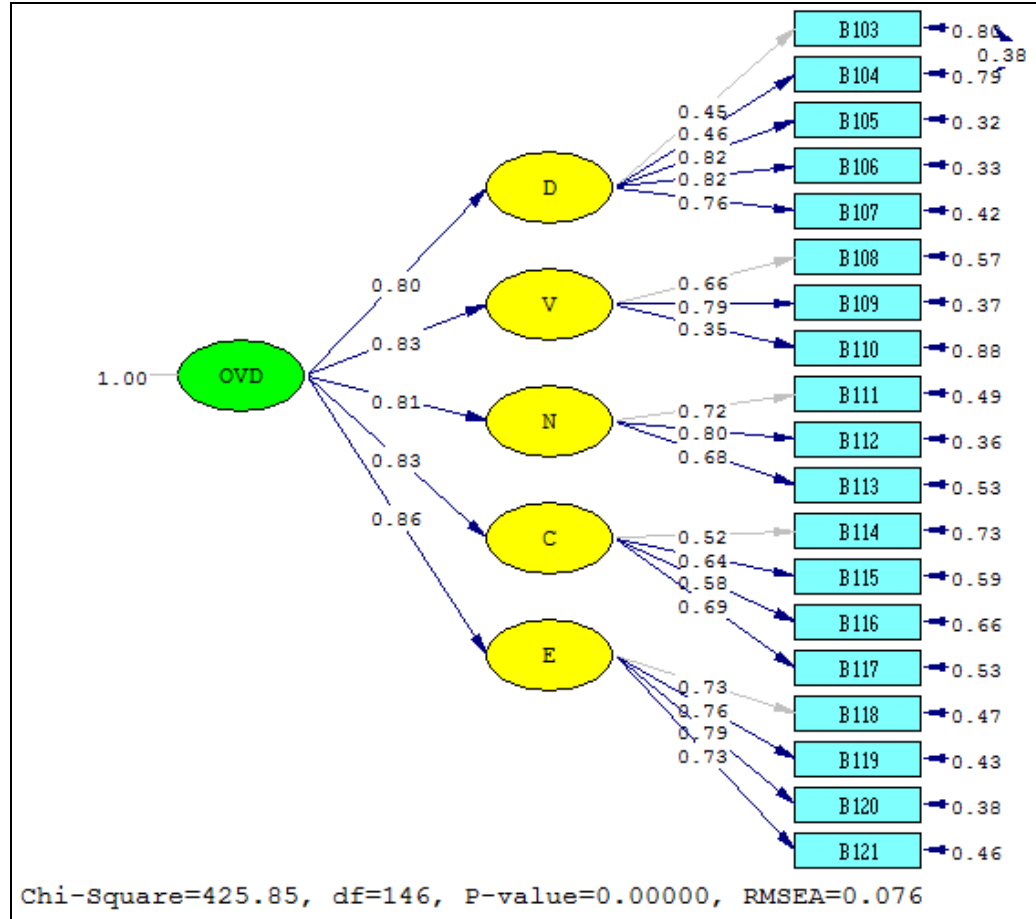 B103 0.80
0.38
B104 0.79
0.45
B105 0.32
0.46
0.82
B106 0.33
0.82
D
0.76
B107 0.42
B108 0.57
0.80
0.66
V
0.79
B109 0.37
0.35
0.83
B110 0.88
1.00 OVD
B111 0.49
0.81
0.72
N
0.80
B112 0.36
0.83
0.68
B113 0.53
0.86
B114 0.73
0.52
C
0.64
B115 0.59
0.58
0.69
B116 0.66
E
B117 0.53
0.73
0.76
B118 0.47
0.79
0.73
B119 0.43
B120 0.38
B121 0.46
Chi-Square=425.85, df=146, P-value=0.00000, RMSEA=0.076